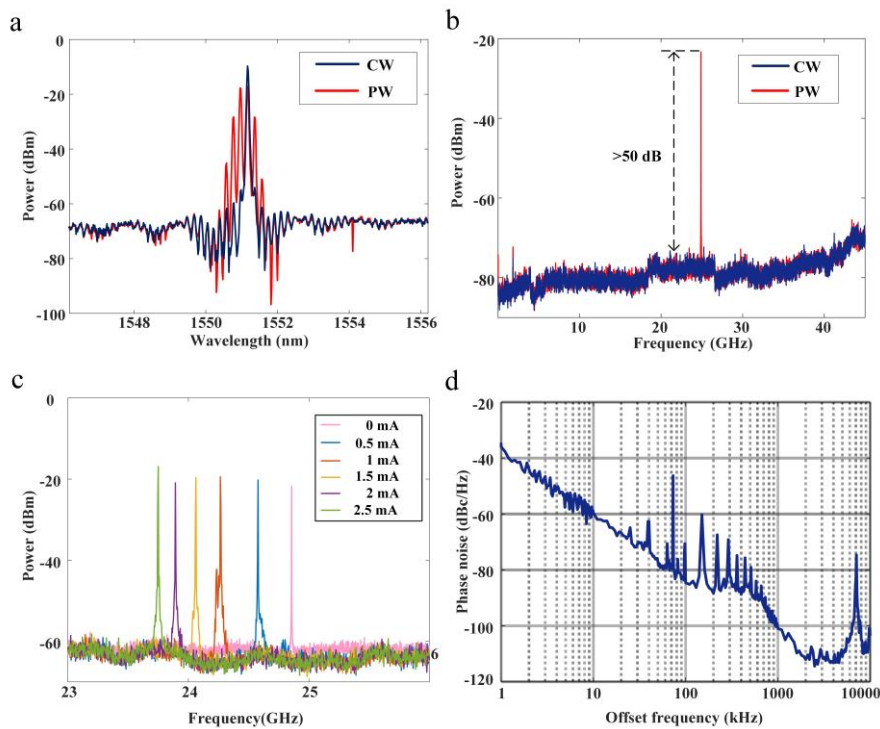 a
0
-20
-40
-60
-80
-100
Power (dBm)
CW
PW
1548
1550
1552
1554
1556
Wavelength (nm)
b
-20
-40
-60
-80
Power (dBm)
CW
PW
>50 dB
10
20
30
40
Frequency (GHz)
c
0
-20
-40
-60
Power (dBm)
0 mA
0.5 mA
1 mA
1.5 mA
2 mA
2.5 mA
23
24
25
6
Frequency(GHz)
d
-20
-40
-60
-80
-100
-120
Phase noise (dBc/Hz)
1
10
100
1000
10000
Offset frequency (kHz)